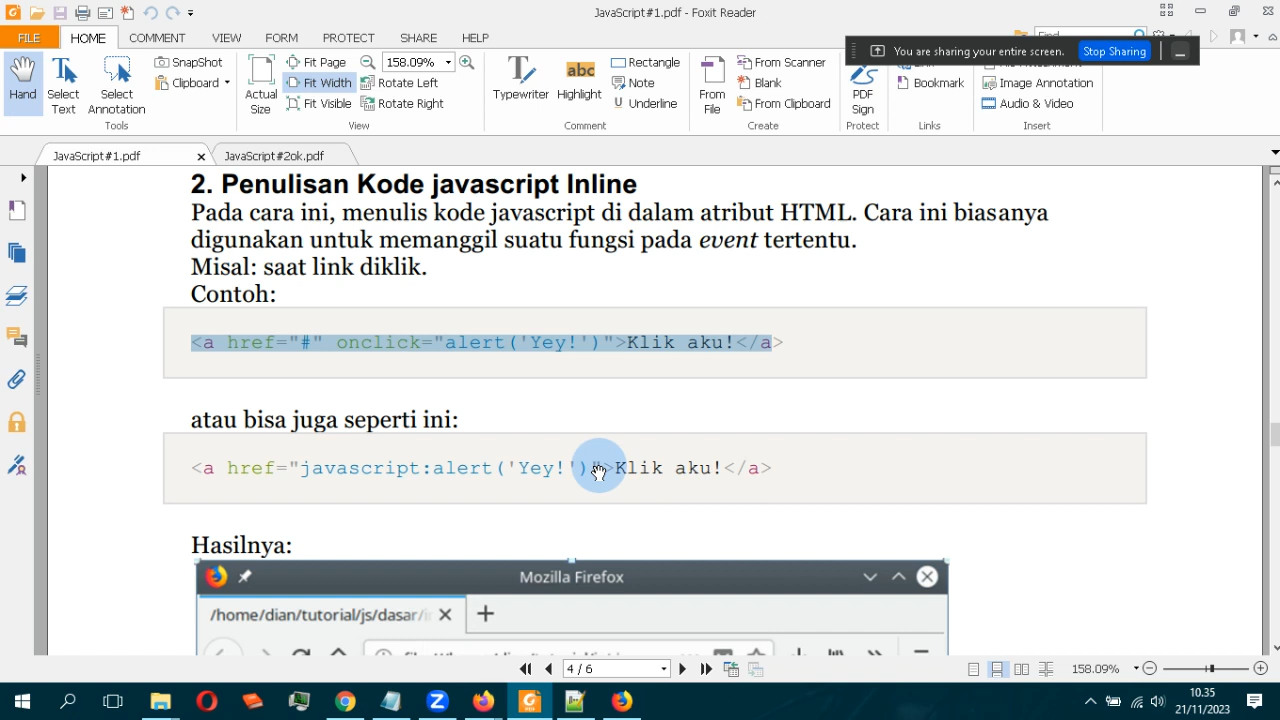 JavaScript#1.pdf - Foxit Reader
FILE HOME COMMENT VIEW FORM PROTECT SHARE HELP
Find
You are sharing your entire screen. Stop Sharing
Hand
Select Text
Select Annotation
SnapShot
Clipboard
Tools
Actual Size
Fit Page
Fit Width
Fit Visible
158.09%
Rotate Left
Rotate Right
View
Typewriter
Highlight
Rectangle
Note
Underline
Comment
From File
From Scanner
Blank
From Clipboard
Create
PDF Sign
Protect
Bookmark
Links
Image Annotation
Audio & Video
Insert
JavaScript#1.pdf
JavaScript#2ok.pdf
2. Penulisan Kode javascript Inline
Pada cara ini, menulis kode javascript di dalam atribut HTML. Cara ini biasanya
digunakan untuk memanggil suatu fungsi pada event tertentu.
Misal: saat link diklik.
Contoh:
<a href="#" onclick="alert('Yey!')">Klik aku!</a>
atau bisa juga seperti ini:
<a href="javascript:alert('Yey!')">Klik aku!</a>
Hasilnya:
Mozilla Firefox
/home/dian/tutorial/js/dasar/
4 / 6
158.09%
10.35
21/11/2023